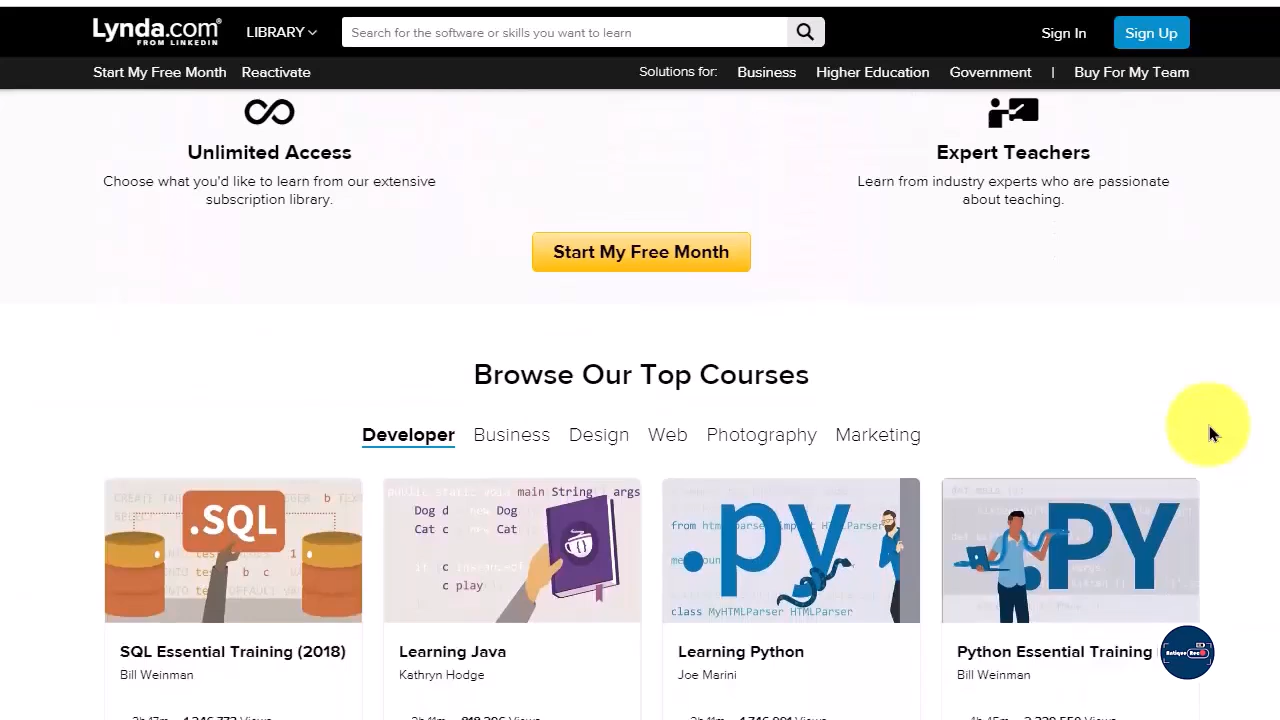 Lynda.com®
FROM LINKEDIN
LIBRARY
Search for the software or skills you want to learn
Sign In
Sign Up
Start My Free Month
Reactivate
Solutions for:
Business
Higher Education
Government
|
Buy For My Team
Unlimited Access
Choose what you'd like to learn from our extensive
subscription library.
Expert Teachers
Learn from industry experts who are passionate
about teaching.
Start My Free Month
Browse Our Top Courses
Developer
Business
Design
Web
Photography
Marketing
.SQL
main String args
Dog d new Dog
Cat c new Cat
c play
.py
class MyHTMLParser HTMLParser
.PY
SQL Essential Training (2018)
Bill Weinman
Learning Java
Kathryn Hodge
Learning Python
Joe Marini
Python Essential Training
Bill Weinman